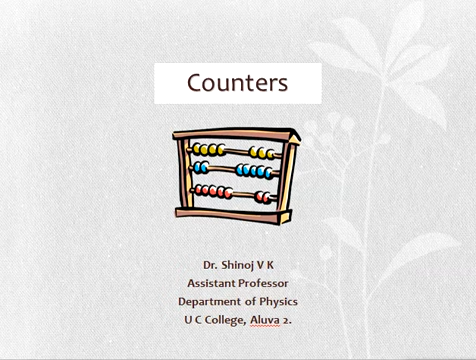 Counters
Dr. Shinoj V K
Assistant Professor
Department of Physics
U C College, Aluva 2.